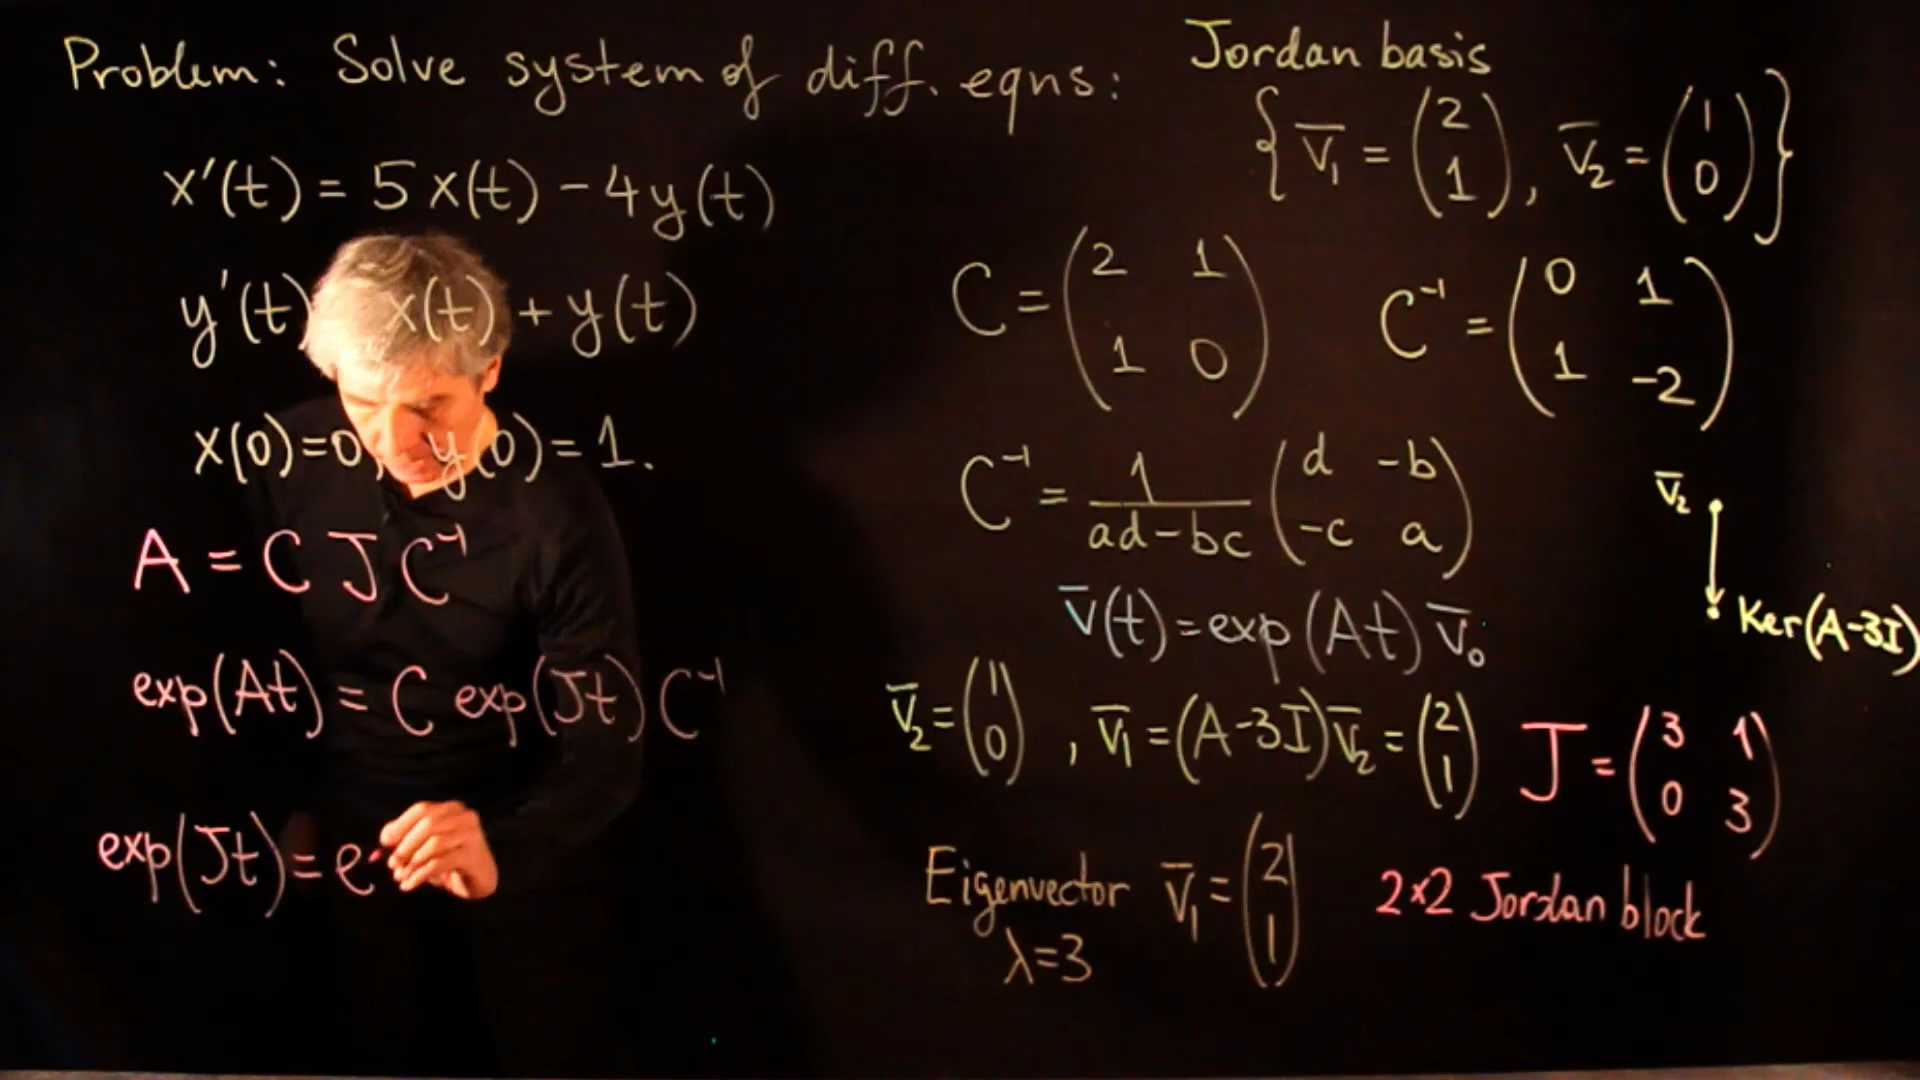 Problem: Solve system of diff. eqns:
x'(t) = 5x(t) - 4y(t)
y'(t) x(t) + y(t)
x(0)=0, y(0)=1.
A = C J C⁻¹
exp(At) = C exp(Jt) C⁻¹
exp(Jt) = e
Jordan basis
{ v̅₁ = (2 1), v̅₂ = (1 0) }
C = (2 1
1 0)
C⁻¹ = (0 1
1 -2)
C⁻¹ = 1/(ad-bc) (d -b
-c a)
v̅₂
Ker(A-3I)
v̅(t) = exp(At) v̅₀
v̅₂ = (1 0), v̅₁ = (A-3I)v̅₂ = (2 1)
J = (3 1
0 3)
Eigenvector v̅₁ = (2 1)
λ=3
2×2 Jordan block